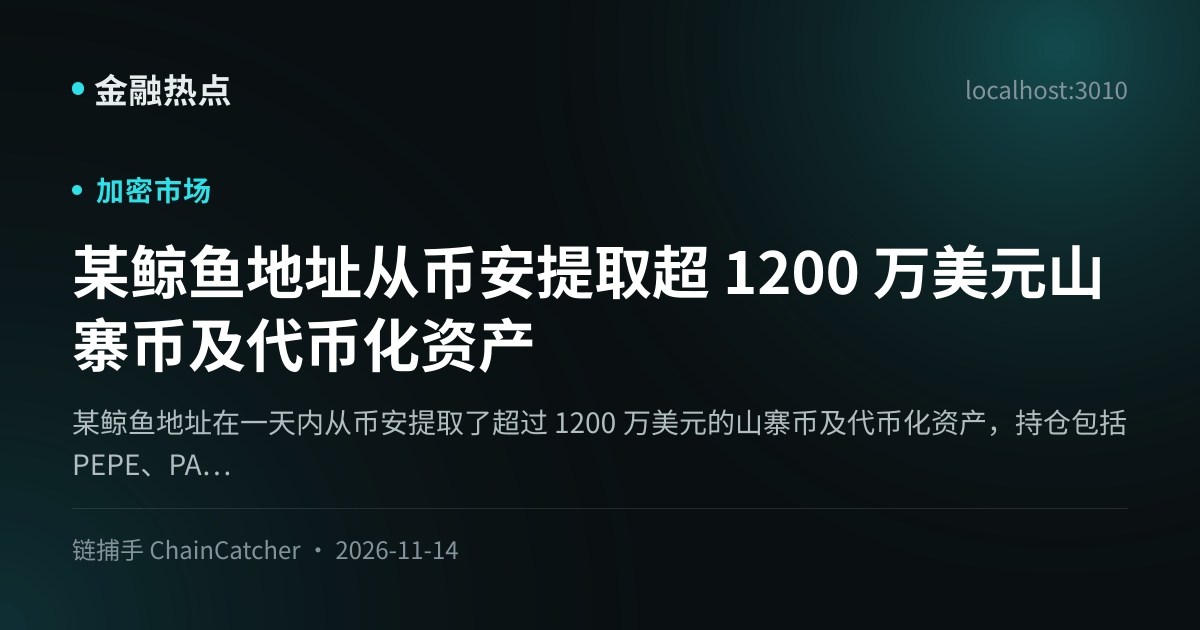 金融热点
localhost:3010
加密市场
某鲸鱼地址从币安提取超 1200 万美元山
寨币及代币化资产
某鲸鱼地址在一天内从币安提取了超过 1200 万美元的山寨币及代币化资产，持仓包括
PEPE、PA…
链捕手 ChainCatcher · 2026-11-14